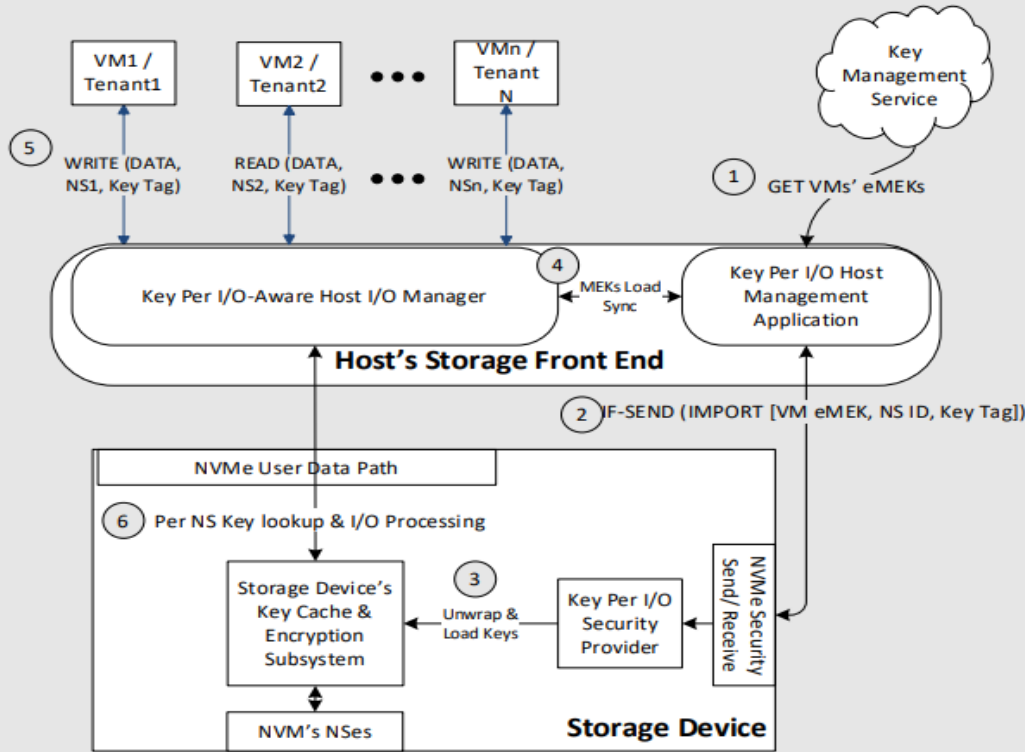 VM1 /
Tenant1
VM2 /
Tenant2
VMn /
Tenant
N
Key
Management
Service
5
WRITE (DATA,
NS1, Key Tag)
READ (DATA,
NS2, Key Tag)
WRITE (DATA,
NSn, Key Tag)
1
GET VMs’ eMEKs
Key Per I/O-Aware Host I/O Manager
4
MEKs Load
Sync
Key Per I/O Host
Management
Application
Host’s Storage Front End
2
IF-SEND (IMPORT [VM eMEK, NS ID, Key Tag])
NVMe User Data Path
6
Per NS Key lookup & I/O Processing
Storage Device’s
Key Cache &
Encryption
Subsystem
3
Unwrap &
Load Keys
Key Per I/O
Security
Provider
NVMe Security
Send/ Receive
NVM’s NSes
Storage Device